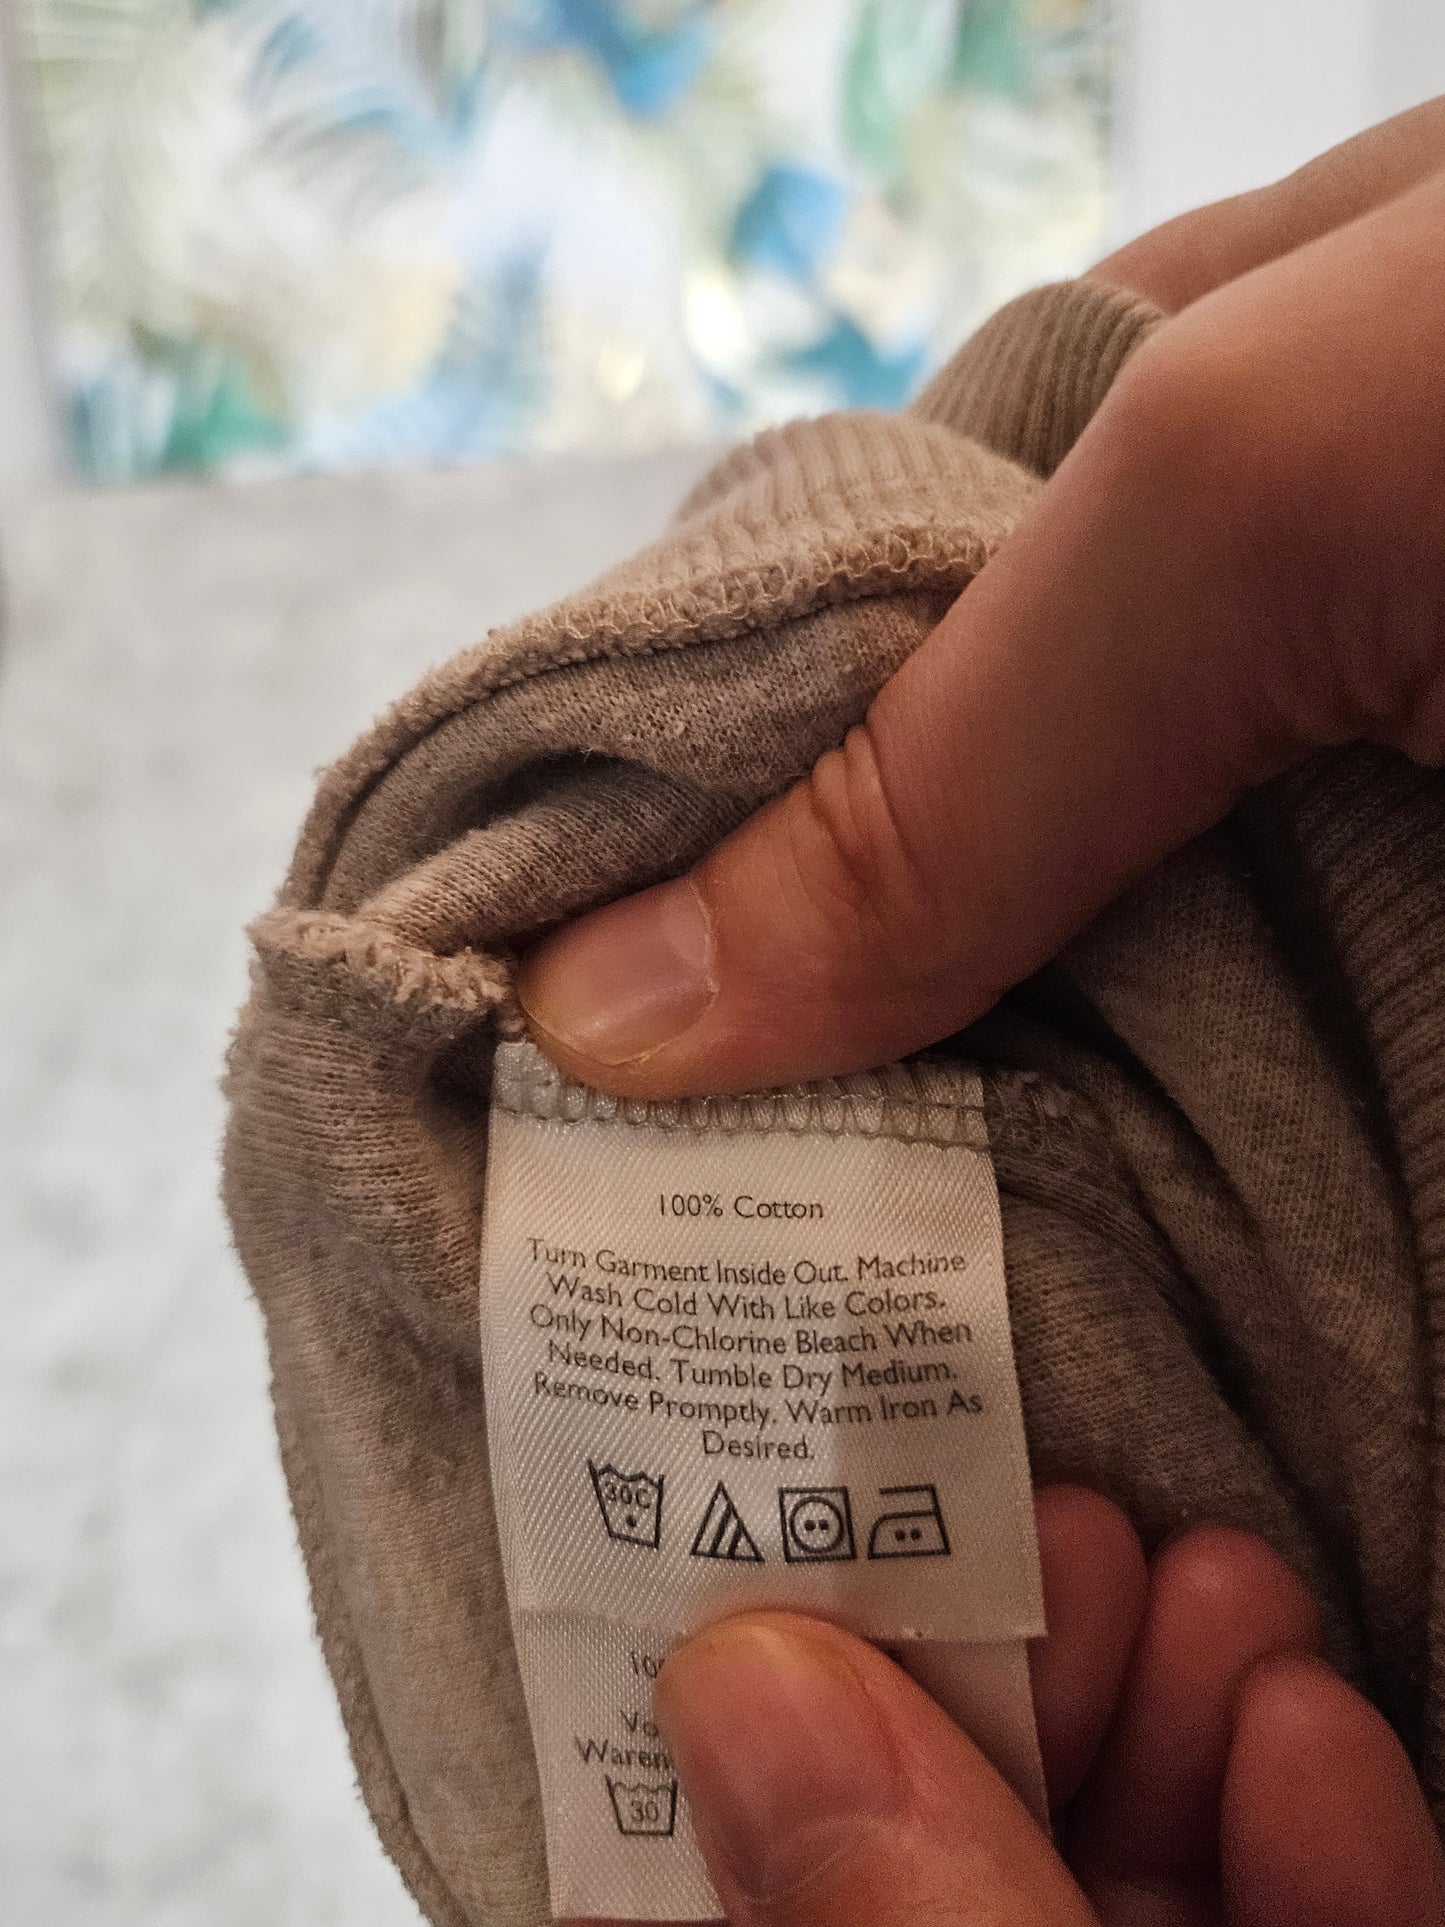 100% Cotton
Turn Garment Inside Out. Machine
Wash Cold With Like Colors.
Only Non-Chlorine Bleach When
Needed. Tumble Dry Medium.
Remove Promptly. Warm Iron As
Desired.
30C
30